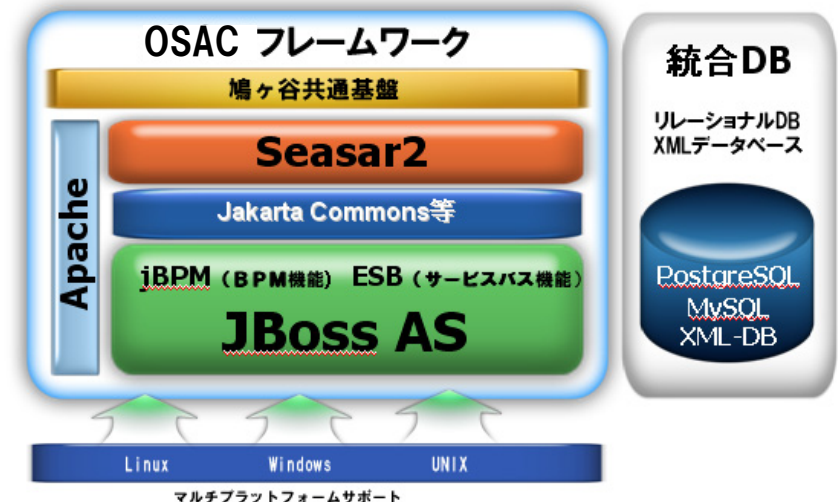 OSAC フレームワーク
鳩ヶ谷共通基盤
Apache
Seasar2
Jakarta Commons等
jBPM（BPM機能） ESB（サービスバス機能）
JBoss AS
Linux
Windows
UNIX
マルチプラットフォームサポート
統合DB
リレーショナルDB
XMLデータベース
PostgreSQL
MySQL
XML-DB